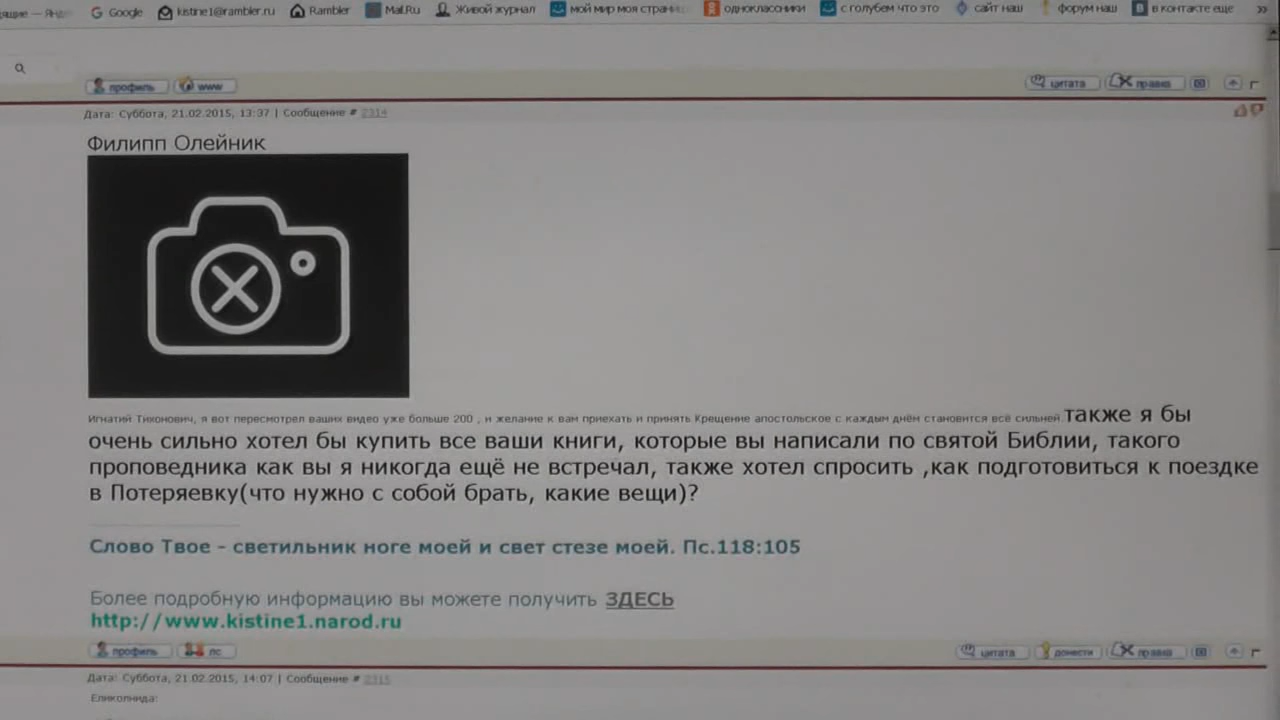 Google kistine1@rambler.ru Rambler Mail.Ru Живой журнал мой мир моя страниц одноклассники с голубем что это сайт наш форум наш в контакте еще »
профиль www цитата правка
Дата: Суббота, 21.02.2015, 13:37 | Сообщение # 2314
Филипп Олейник
Игнатий Тихонович, я вот пересмотрел ваших видео уже больше 200 , и желание к вам приехать и принять Крещение апостольское с каждым днём становится всё сильней.также я бы
очень сильно хотел бы купить все ваши книги, которые вы написали по святой Библии, такого
проповедника как вы я никогда ещё не встречал, также хотел спросить ,как подготовиться к поездке
в Потеряевку(что нужно с собой брать, какие вещи)?
Слово Твое - светильник ноге моей и свет стезе моей. Пс.118:105
Более подробную информацию вы можете получить ЗДЕСЬ
http://www.kistine1.narod.ru
профиль лс цитата донести правка
Дата: Суббота, 21.02.2015, 14:07 | Сообщение # 2315
Еликолнида: